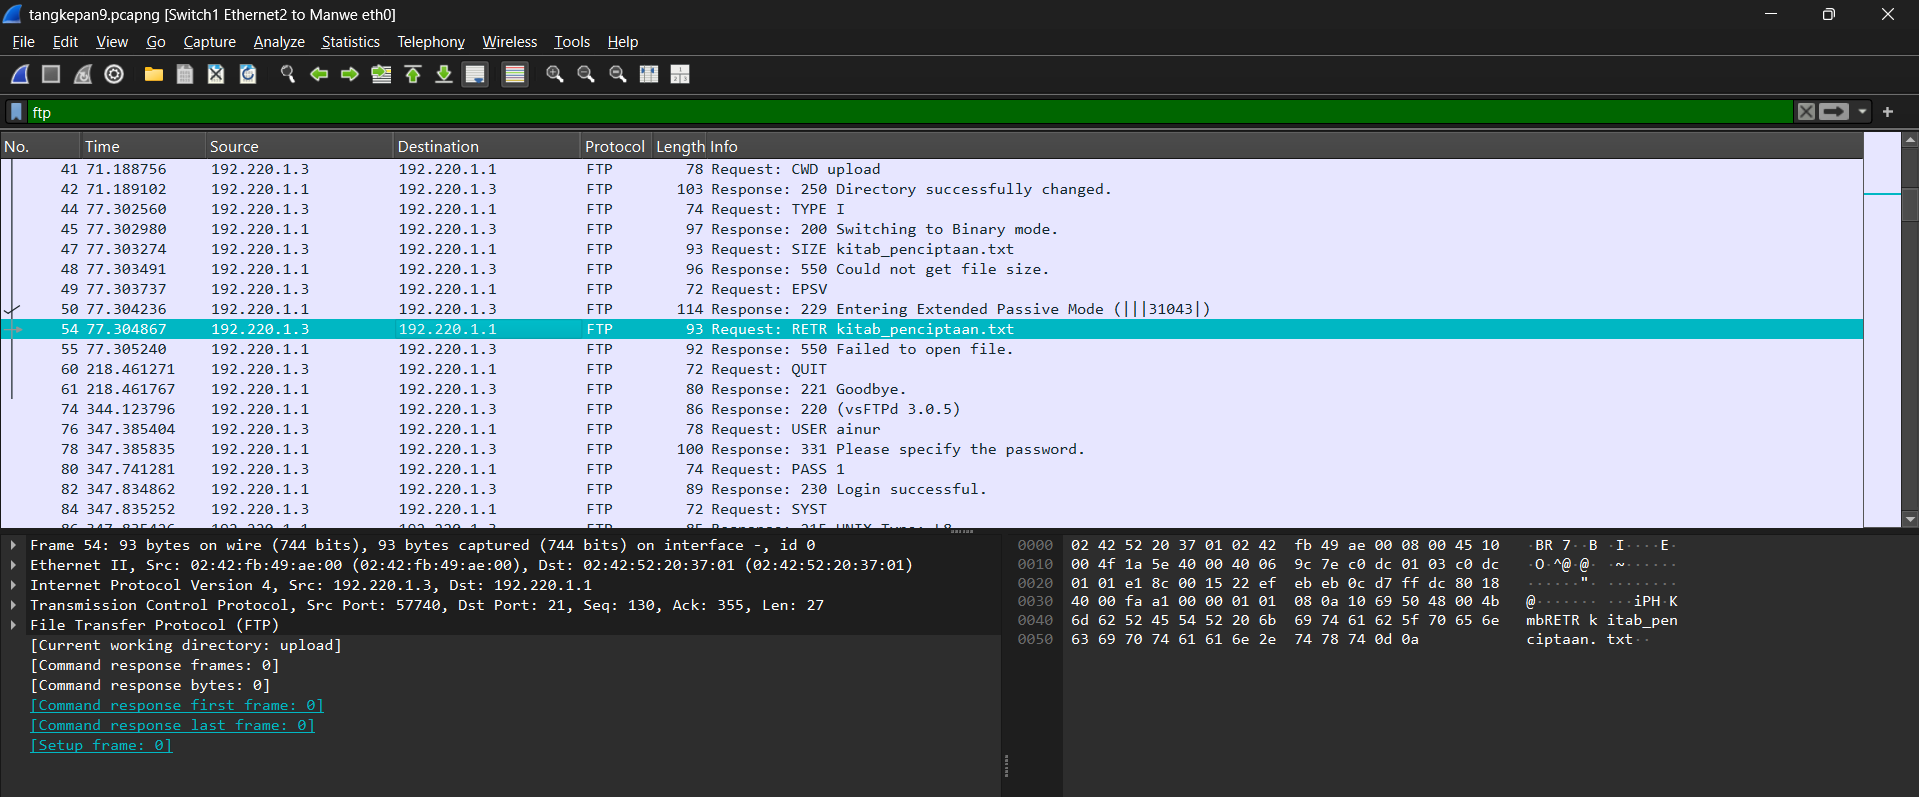 tangkepan9.pcapng [Switch1 Ethernet2 to Manwe eth0]
File Edit View Go Capture Analyze Statistics Telephony Wireless Tools Help
ftp
No. Time Source Destination Protocol Length Info
41 71.188756 192.220.1.3 192.220.1.1 FTP 78 Request: CWD upload
42 71.189102 192.220.1.1 192.220.1.3 FTP 103 Response: 250 Directory successfully changed.
44 77.302560 192.220.1.3 192.220.1.1 FTP 74 Request: TYPE I
45 77.302980 192.220.1.1 192.220.1.3 FTP 97 Response: 200 Switching to Binary mode.
47 77.303274 192.220.1.3 192.220.1.1 FTP 93 Request: SIZE kitab_penciptaan.txt
48 77.303491 192.220.1.1 192.220.1.3 FTP 96 Response: 550 Could not get file size.
49 77.303737 192.220.1.3 192.220.1.1 FTP 72 Request: EPSV
50 77.304236 192.220.1.1 192.220.1.3 FTP 114 Response: 229 Entering Extended Passive Mode (|||31043|)
54 77.304867 192.220.1.3 192.220.1.1 FTP 93 Request: RETR kitab_penciptaan.txt
55 77.305240 192.220.1.1 192.220.1.3 FTP 92 Response: 550 Failed to open file.
60 218.461271 192.220.1.3 192.220.1.1 FTP 72 Request: QUIT
61 218.461767 192.220.1.1 192.220.1.3 FTP 80 Response: 221 Goodbye.
74 344.123796 192.220.1.1 192.220.1.3 FTP 86 Response: 220 (vsFTPd 3.0.5)
76 347.385404 192.220.1.3 192.220.1.1 FTP 78 Request: USER ainur
78 347.385835 192.220.1.1 192.220.1.3 FTP 100 Response: 331 Please specify the password.
80 347.741281 192.220.1.3 192.220.1.1 FTP 74 Request: PASS 1
82 347.834862 192.220.1.1 192.220.1.3 FTP 89 Response: 230 Login successful.
84 347.835252 192.220.1.3 192.220.1.1 FTP 72 Request: SYST
Frame 54: 93 bytes on wire (744 bits), 93 bytes captured (744 bits) on interface -, id 0
Ethernet II, Src: 02:42:fb:49:ae:00 (02:42:fb:49:ae:00), Dst: 02:42:52:20:37:01 (02:42:52:20:37:01)
Internet Protocol Version 4, Src: 192.220.1.3, Dst: 192.220.1.1
Transmission Control Protocol, Src Port: 57740, Dst Port: 21, Seq: 130, Ack: 355, Len: 27
File Transfer Protocol (FTP)
[Current working directory: upload]
[Command response frames: 0]
[Command response bytes: 0]
[Command response first frame: 0]
[Command response last frame: 0]
[Setup frame: 0]
0000 02 42 52 20 37 01 02 42 fb 49 ae 00 08 00 45 10 ·BR 7··B ·I····E·
0010 00 4f 1a 5e 40 00 40 06 9c 7e c0 dc 01 03 c0 dc ·O·^@·@· ·~······
0020 01 01 e1 8c 00 15 22 ef eb eb 0c d7 ff dc 80 18 ······"· ········
0030 40 00 fa a1 00 00 01 01 08 0a 10 69 50 48 00 4b @······· ···iPH·K
0040 6d 62 52 45 54 52 20 6b 69 74 61 62 5f 70 65 6e mbRETR k itab_pen
0050 63 69 70 74 61 61 6e 2e 74 78 74 0d 0a ciptaan. txt··